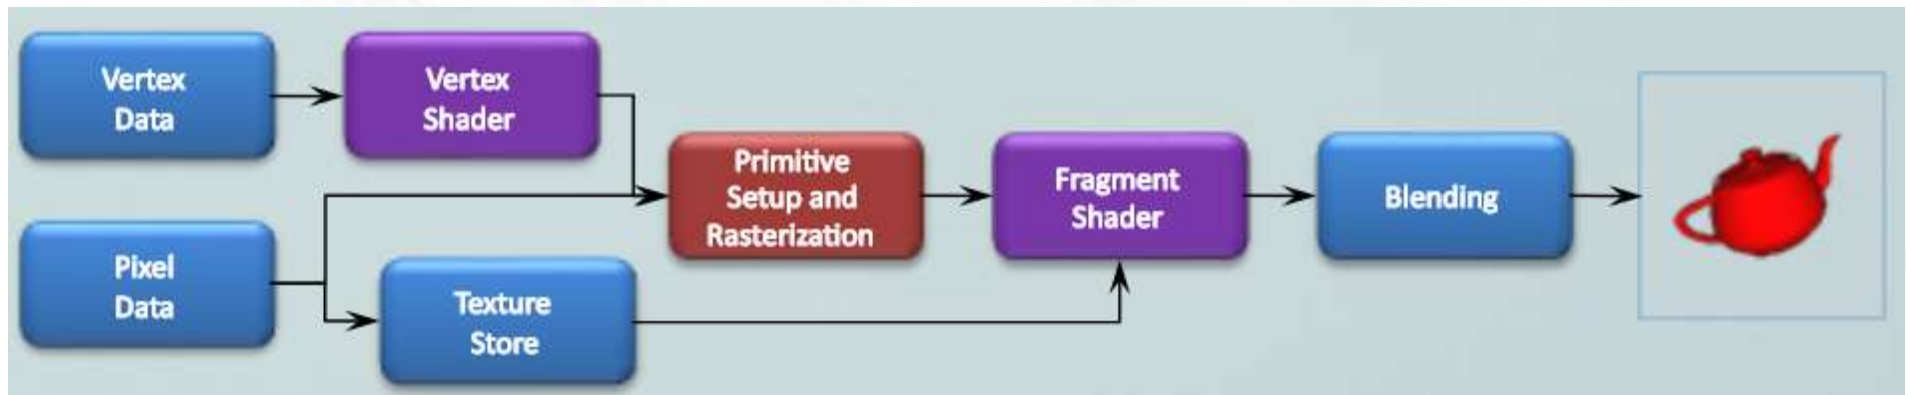 Vertex
Data
Vertex
Shader
Primitive
Setup and
Rasterization
Fragment
Shader
Blending
Pixel
Data
Texture
Store